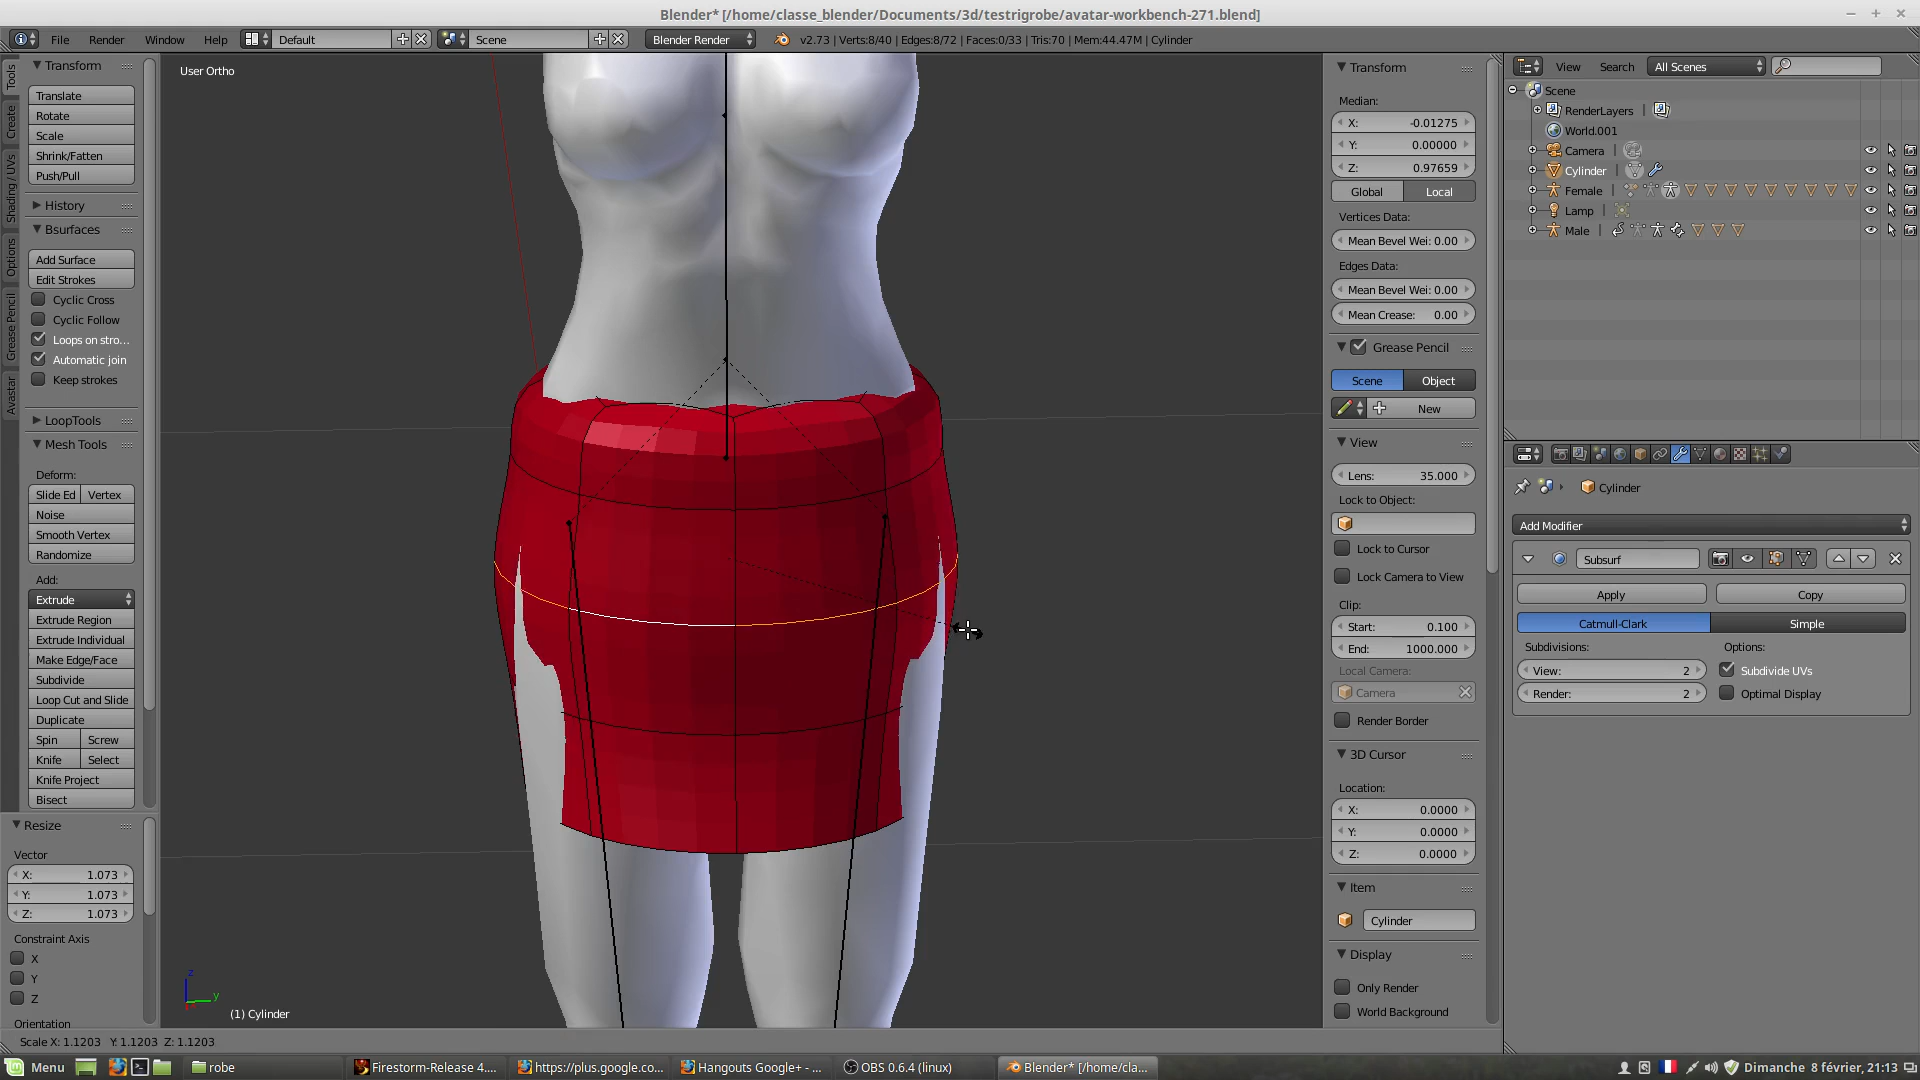 Blender* [/home/classe_blender/Documents/3d/testrigrobe/avatar-workbench-271.blend]
File Render Window Help Default Scene Blender Render v2.73 | Verts:8/40 | Edges:8/72 | Faces:0/33 | Tris:70 | Mem:44.47M | Cylinder
Tools
Create
Shading / UVs
Options
Grease Pencil
Avastar
Transform
Translate
Rotate
Scale
Shrink/Fatten
Push/Pull
History
Bsurfaces
Add Surface
Edit Strokes
Cyclic Cross
Cyclic Follow
Loops on stro...
Automatic join
Keep strokes
LoopTools
Mesh Tools
Deform:
Slide Ed Vertex
Noise
Smooth Vertex
Randomize
Add:
Extrude
Extrude Region
Extrude Individual
Make Edge/Face
Subdivide
Loop Cut and Slide
Duplicate
Spin Screw
Knife Select
Knife Project
Bisect
Resize
Vector
X: 1.073
Y: 1.073
Z: 1.073
Constraint Axis
X
Y
Z
Orientation
User Ortho
z
y
(1) Cylinder
Scale X: 1.1203 Y: 1.1203 Z: 1.1203
Transform
Median:
X: -0.01275
Y: 0.00000
Z: 0.97659
Global Local
Vertices Data:
Mean Bevel Wei: 0.00
Edges Data:
Mean Bevel Wei: 0.00
Mean Crease: 0.00
Grease Pencil
Scene Object
New
View
Lens: 35.000
Lock to Object:
Lock to Cursor
Lock Camera to View
Clip:
Start: 0.100
End: 1000.000
Local Camera:
Camera
Render Border
3D Cursor
Location:
X: 0.0000
Y: 0.0000
Z: 0.0000
Item
Cylinder
Display
Only Render
World Background
View Search All Scenes
Scene
RenderLayers
World.001
Camera
Cylinder
Female
Lamp
Male
Cylinder
Add Modifier
Subsurf
Apply Copy
Catmull-Clark Simple
Subdivisions: Options:
View: 2 Subdivide UVs
Render: 2 Optimal Display
Menu robe Firestorm-Release 4.... https://plus.google.co... Hangouts Google+ - ... OBS 0.6.4 (linux) Blender* [/home/cla... Dimanche 8 février, 21:13